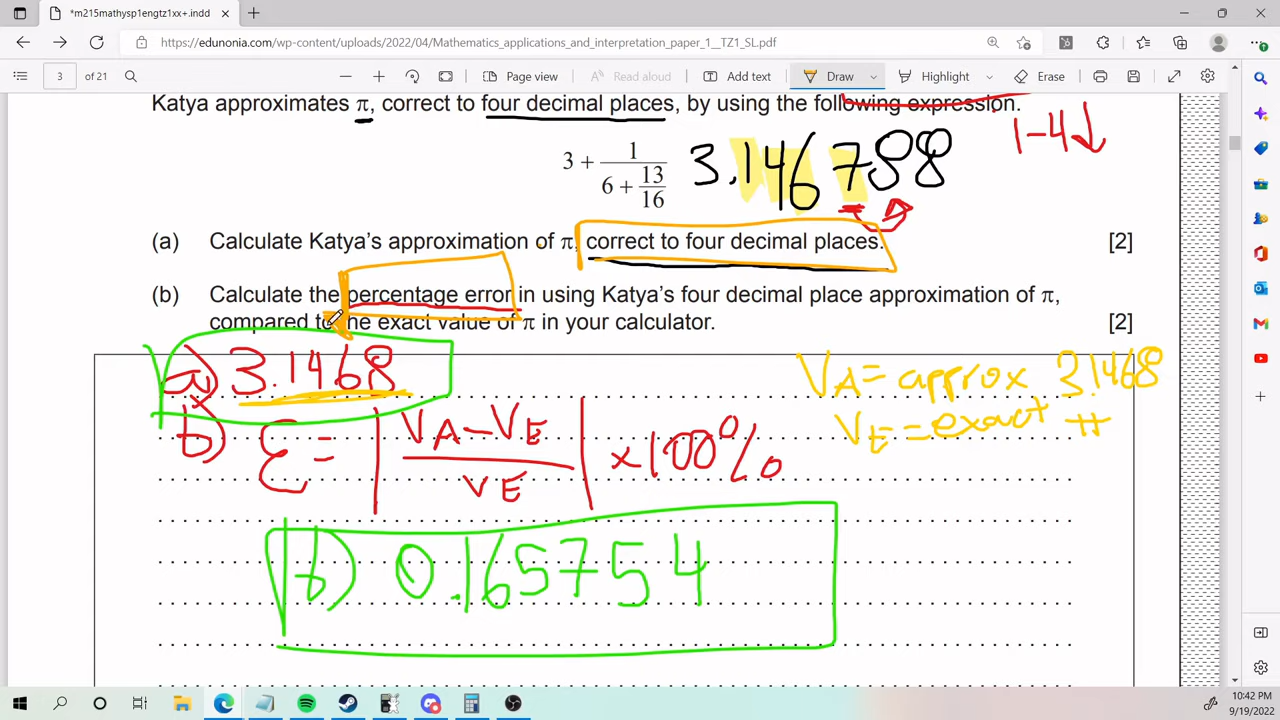 *m215mathysp1engtz1xx+.indd
https://edunonia.com/wp-content/uploads/2022/04/Mathematics_applications_and_interpretation_paper_1__TZ1_SL.pdf
3 of 21
Page view
Read aloud
Add text
Draw
Highlight
Erase
Katya approximates π, correct to four decimal places, by using the following expression.
1-4↓
3 + 1/(6 + 13/16)
3.146788
(a) Calculate Katya's approximation of π, correct to four decimal places. [2]
(b) Calculate the percentage error in using Katya's four decimal place approximation of π,
compared to the exact value of π in your calculator. [2]
a) 3.1468
VA = approx 3.1468
b) ε = |VA - VE / VE| × 100%
VE = exact π
b) 0.165754
10:42 PM
9/19/2022